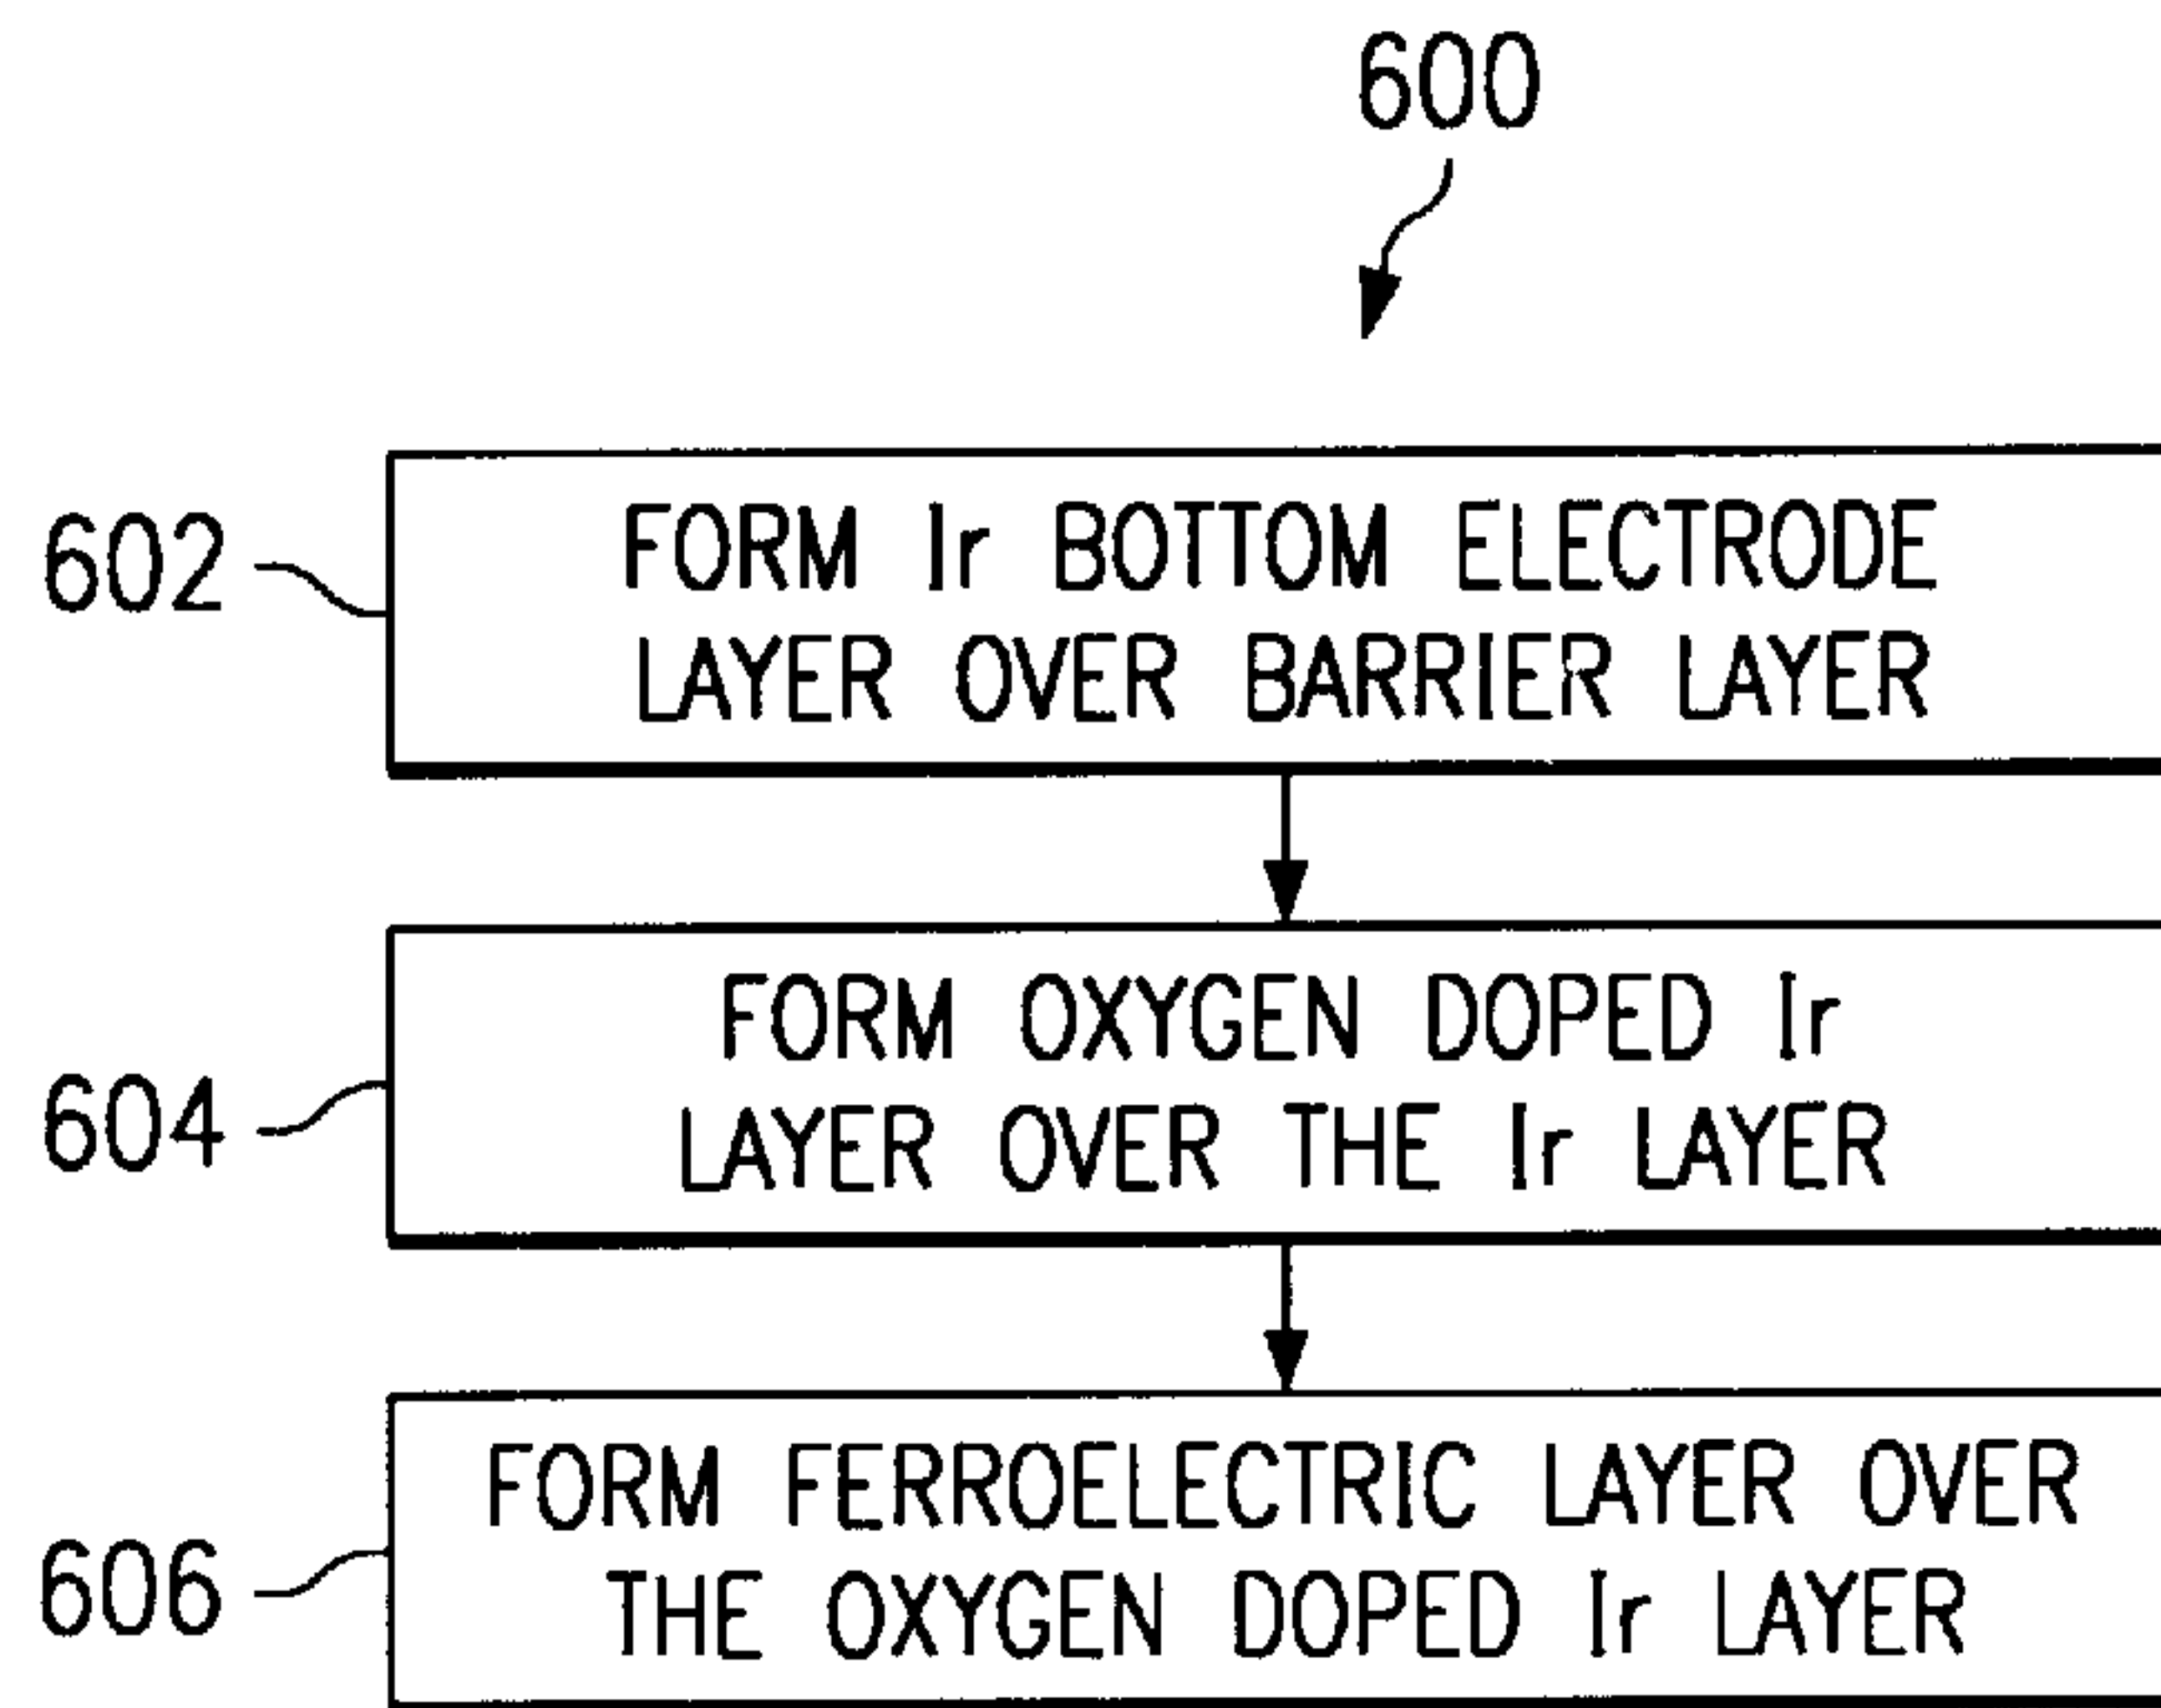 600
602
FORM Ir BOTTOM ELECTRODE
LAYER OVER BARRIER LAYER
604
FORM OXYGEN DOPED Ir
LAYER OVER THE Ir LAYER
606
FORM FERROELECTRIC LAYER OVER
THE OXYGEN DOPED Ir LAYER